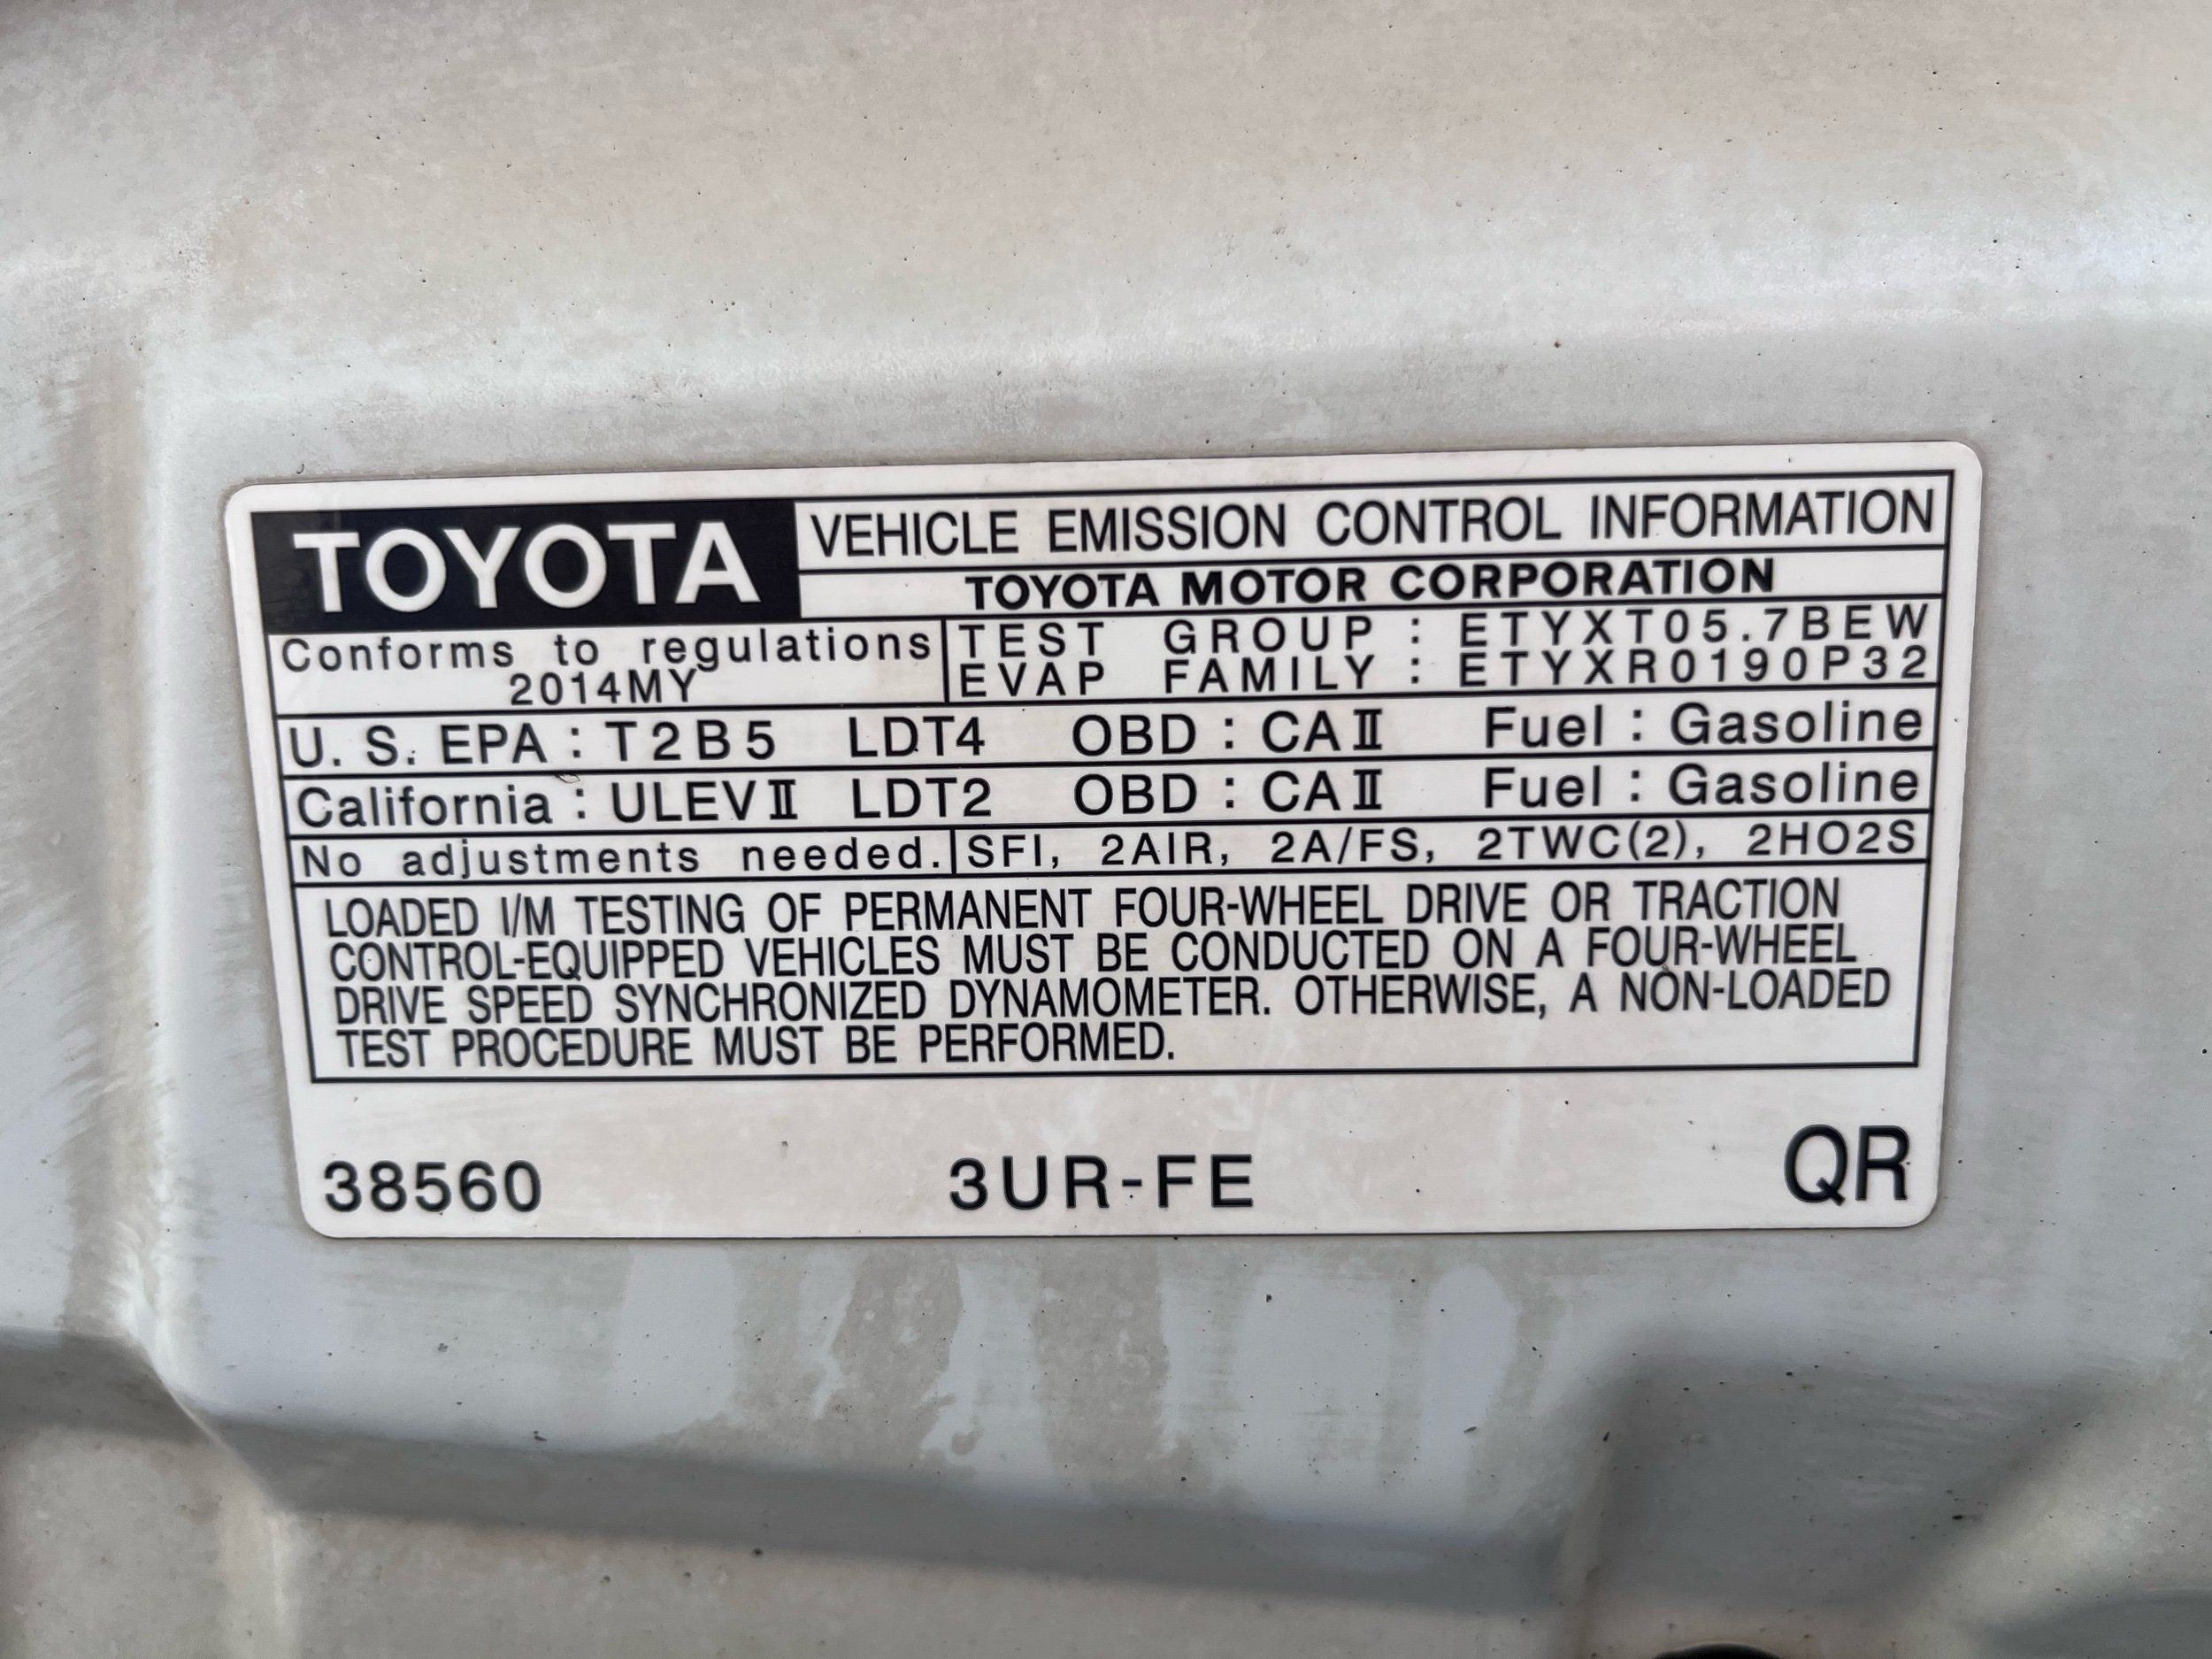 TOYOTA VEHICLE EMISSION CONTROL INFORMATION
TOYOTA MOTOR CORPORATION
Conforms to regulations
2014MY
TEST GROUP : ETYXT05.7BEW
EVAP FAMILY : ETYXR0190P32
U. S. EPA : T2B5 LDT4 OBD : CAⅡ Fuel : Gasoline
California : ULEVⅡ LDT2 OBD : CAⅡ Fuel : Gasoline
No adjustments needed. SFI, 2AIR, 2A/FS, 2TWC(2), 2HO2S
LOADED I/M TESTING OF PERMANENT FOUR-WHEEL DRIVE OR TRACTION
CONTROL-EQUIPPED VEHICLES MUST BE CONDUCTED ON A FOUR-WHEEL
DRIVE SPEED SYNCHRONIZED DYNAMOMETER. OTHERWISE, A NON-LOADED
TEST PROCEDURE MUST BE PERFORMED.
38560 3UR-FE QR